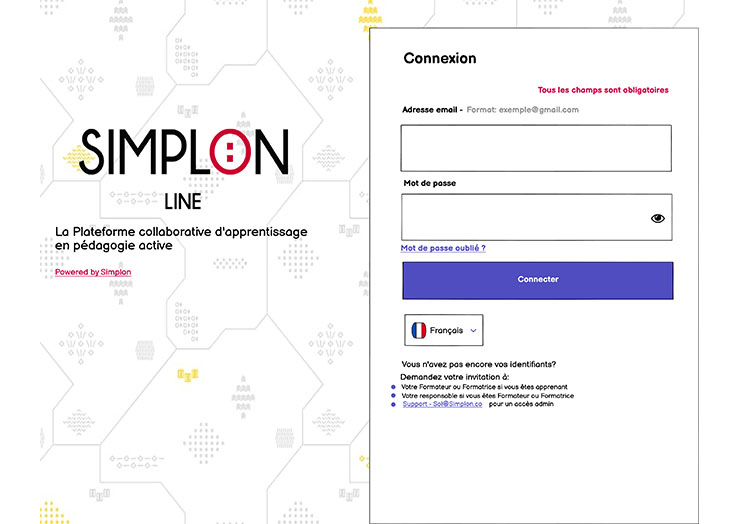 SIMPLON
LINE
La Plateforme collaborative d'apprentissage
en pédagogie active
Powered by Simplon
Connexion
Tous les champs sont obligatoires
Adresse email - Format: exemple@gmail.com
Mot de passe
Mot de passe oublié ?
Connecter
Français
Vous n'avez pas encore vos identifiants?
Demandez votre invitation à:
Votre Formateur ou Formatrice si vous êtes apprenant
Votre responsable si vous êtes Formateur ou Formatrice
Support - Sol@Simplon.co pour un accès admin